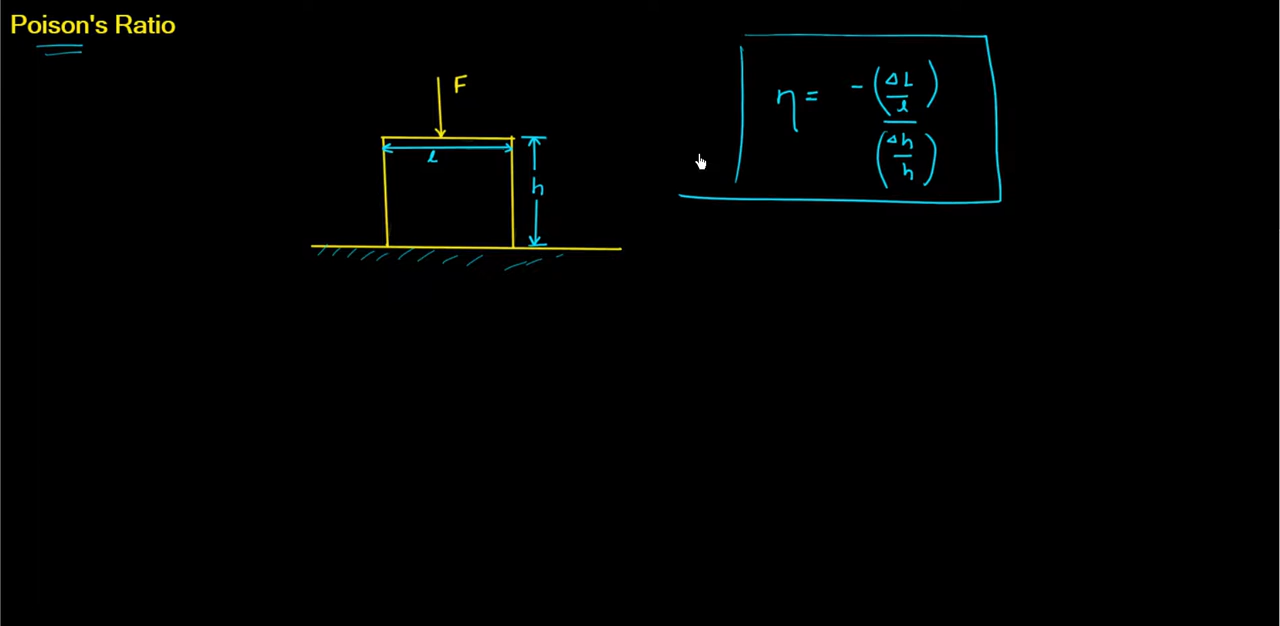 Poison's Ratio
F
l
h
η = - (ΔL/l) / (Δh/h)